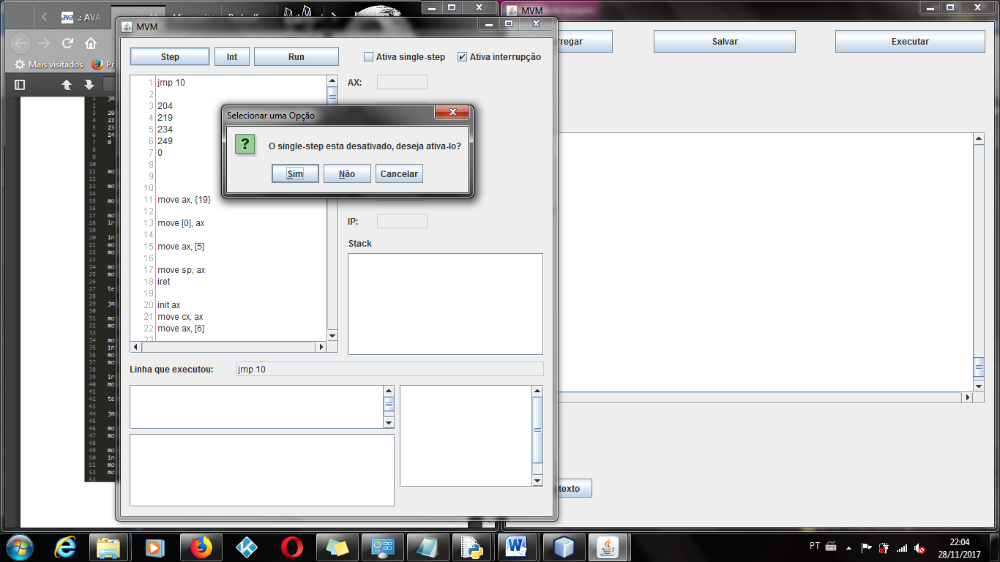 .: AVA
Mais visitados
MVM
Step
Int
Run
Ativa single-step
Ativa interrupção
1 jmp 10
2
3 204
4 219
5 234
6 249
7 0
8
9
10
11 move ax, {19}
12
13 move [0], ax
14
15 move ax, [5]
16
17 move sp, ax
18 iret
19
20 init ax
21 move cx, ax
22 move ax, [6]
23
AX:
IP:
Stack
Linha que executou:
jmp 10
Selecionar uma Opção
O single-step esta desativado, deseja ativa-lo?
Sim
Não
Cancelar
MVM
Salvar
Executar
PT
22:04
28/11/2017